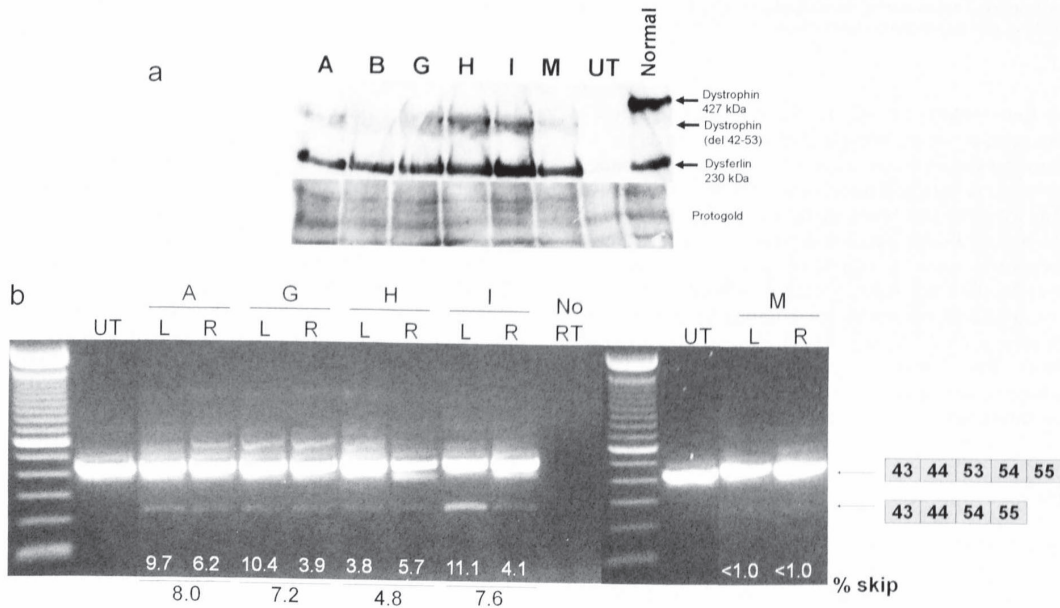 a
A B G H I M UT Normal
Dystrophin
427 kDa
Dystrophin
(del 42-53)
Dysferlin
230 kDa
Protogold
b
A G H I M
UT L R L R L R L R No RT UT L R
43 44 53 54 55
43 44 54 55
9.7 6.2 10.4 3.9 3.8 5.7 11.1 4.1 <1.0 <1.0
8.0 7.2 4.8 7.6 % skip